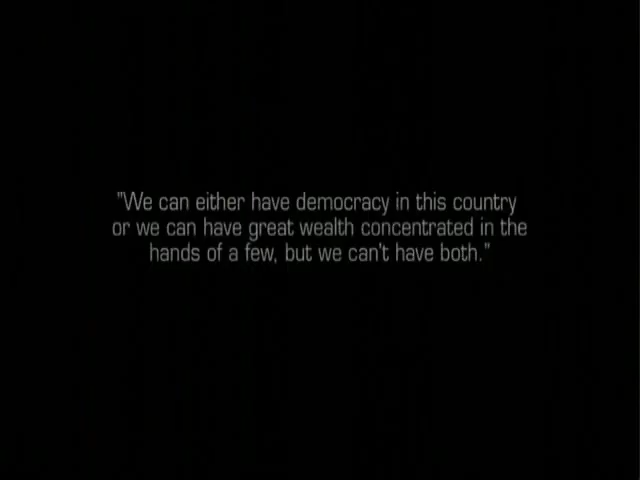 "We can either have democracy in this country
or we can have great wealth concentrated in the
hands of a few, but we can't have both."